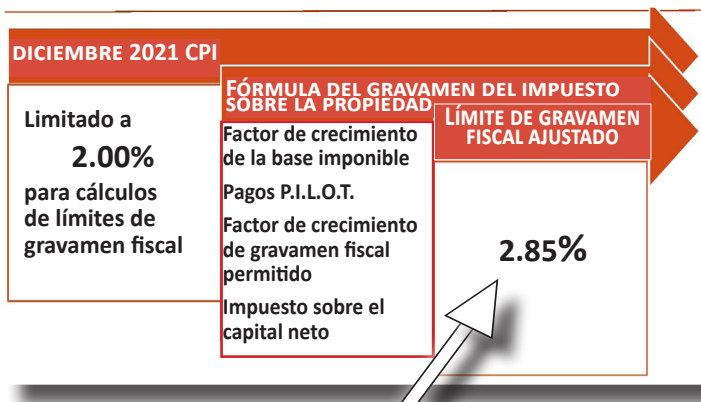 DICIEMBRE 2021 CPI
Limitado a
2.00%
para cálculos
de límites de
gravamen fiscal
FÓRMULA DEL GRAVAMEN DEL IMPUESTO
SOBRE LA PROPIEDAD
Factor de crecimiento
de la base imponible
Pagos P.I.L.O.T.
Factor de crecimiento
de gravamen fiscal
permitido
Impuesto sobre el
capital neto
LÍMITE DE GRAVAMEN
FISCAL AJUSTADO
2.85%